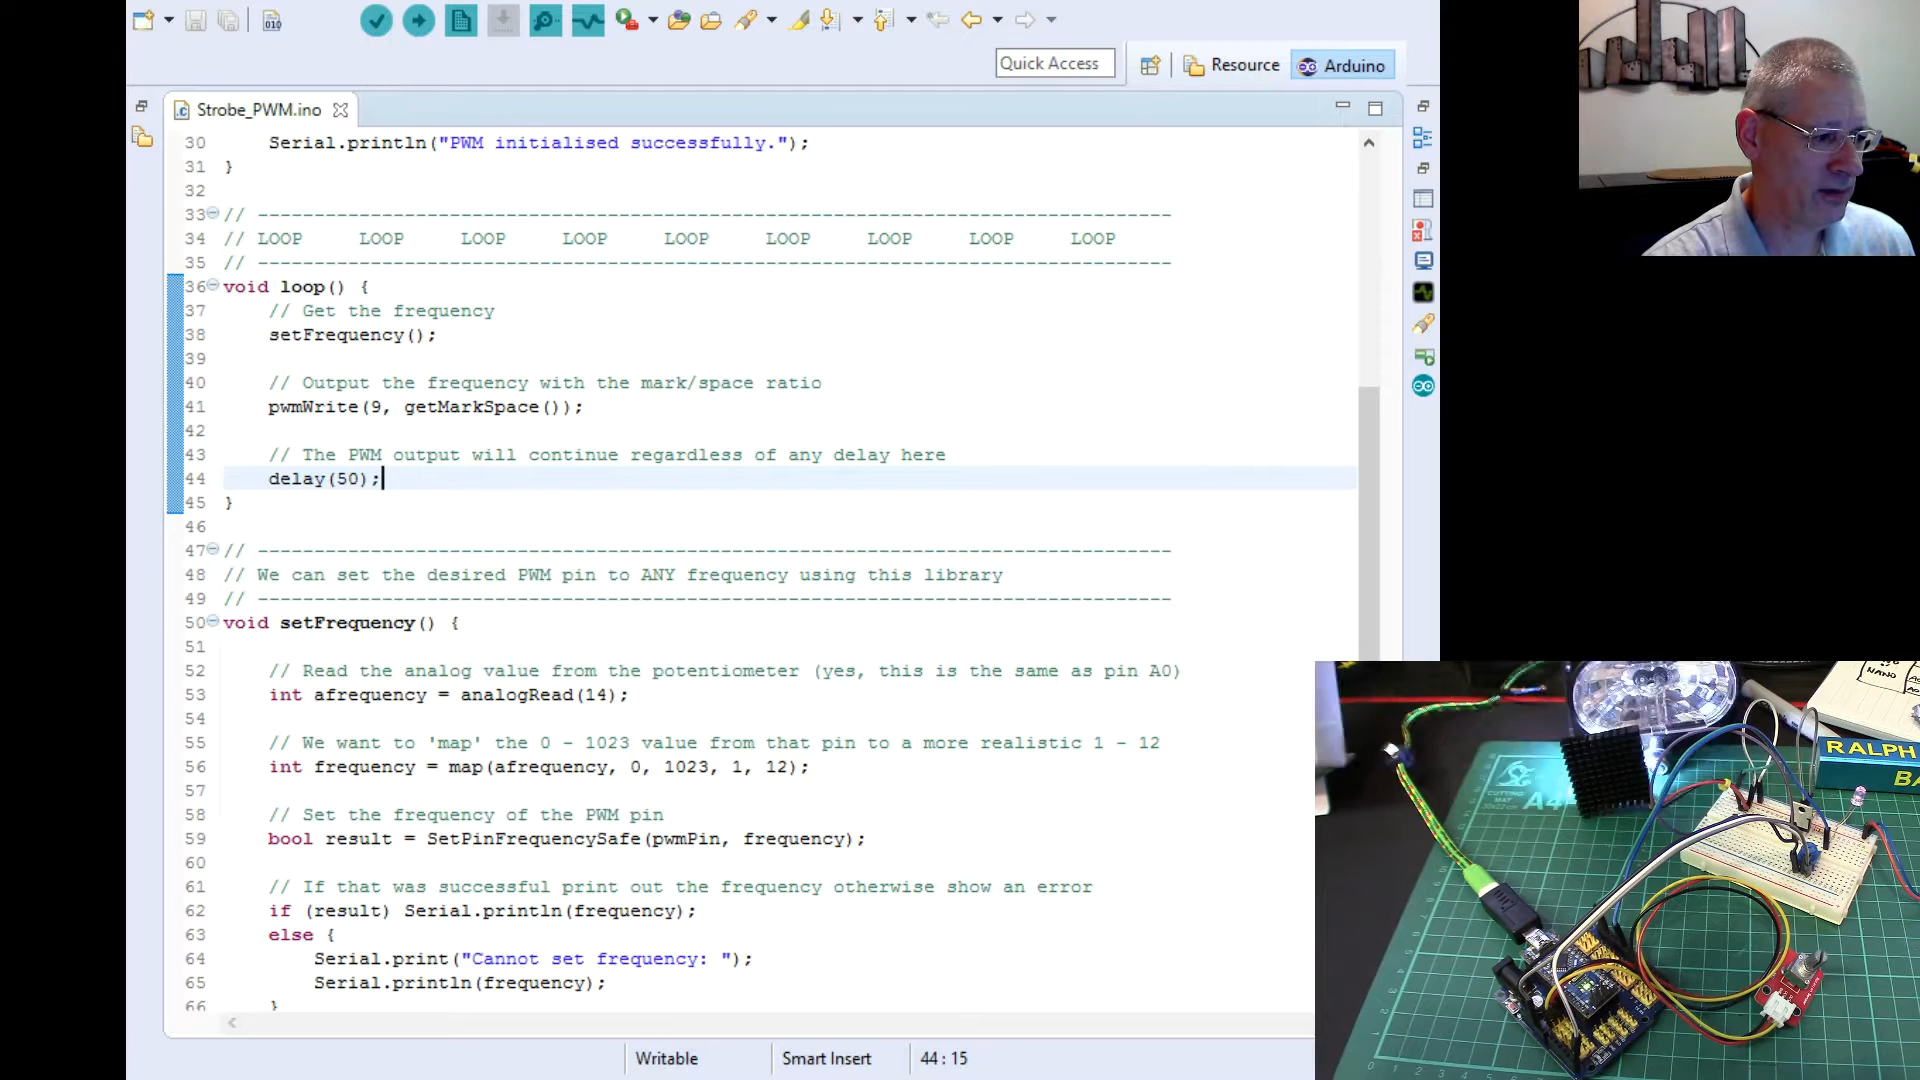 010
Quick Access
Resource
Arduino
Strobe_PWM.ino
30 Serial.println("PWM initialised successfully.");
31 }
32
33 // ---------------------------------------------------------------------------------
34 // LOOP LOOP LOOP LOOP LOOP LOOP LOOP LOOP LOOP
35 // ---------------------------------------------------------------------------------
36 void loop() {
37 // Get the frequency
38 setFrequency();
39
40 // Output the frequency with the mark/space ratio
41 pwmWrite(9, getMarkSpace());
42
43 // The PWM output will continue regardless of any delay here
44 delay(50);
45 }
46
47 // ---------------------------------------------------------------------------------
48 // We can set the desired PWM pin to ANY frequency using this library
49 // ---------------------------------------------------------------------------------
50 void setFrequency() {
51
52 // Read the analog value from the potentiometer (yes, this is the same as pin A0)
53 int afrequency = analogRead(14);
54
55 // We want to 'map' the 0 - 1023 value from that pin to a more realistic 1 - 12
56 int frequency = map(afrequency, 0, 1023, 1, 12);
57
58 // Set the frequency of the PWM pin
59 bool result = SetPinFrequencySafe(pwmPin, frequency);
60
61 // If that was successful print out the frequency otherwise show an error
62 if (result) Serial.println(frequency);
63 else {
64 Serial.print("Cannot set frequency: ");
65 Serial.println(frequency);
66 }
Writable
Smart Insert
44 : 15
NANO
RALPH
BA
CUTTING
MAT
A4